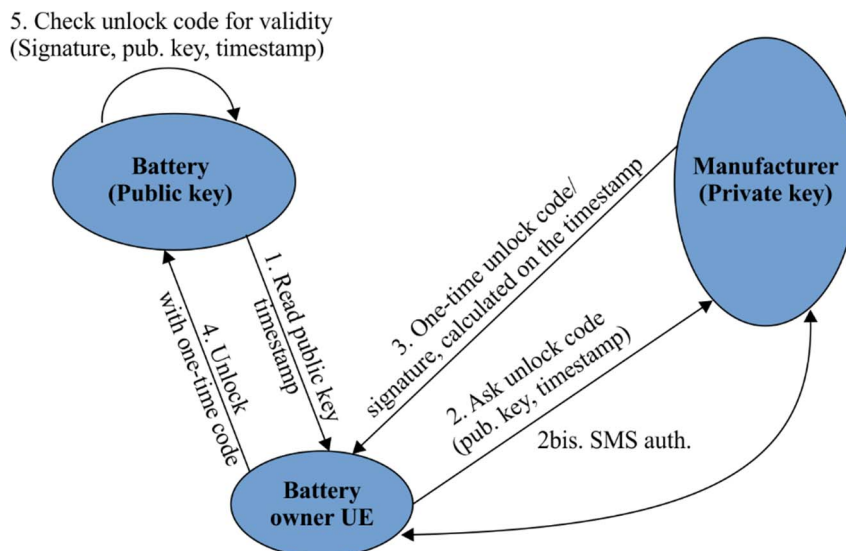 5. Check unlock code for validity
(Signature, pub. key, timestamp)
Battery
(Public key)
Manufacturer
(Private key)
1. Read public key
timestamp
4. Unlock
with one-time code
3. One-time unlock code/
signature, calculated on the timestamp
2. Ask unlock code
(pub. key, timestamp)
2bis. SMS auth.
Battery
owner UE